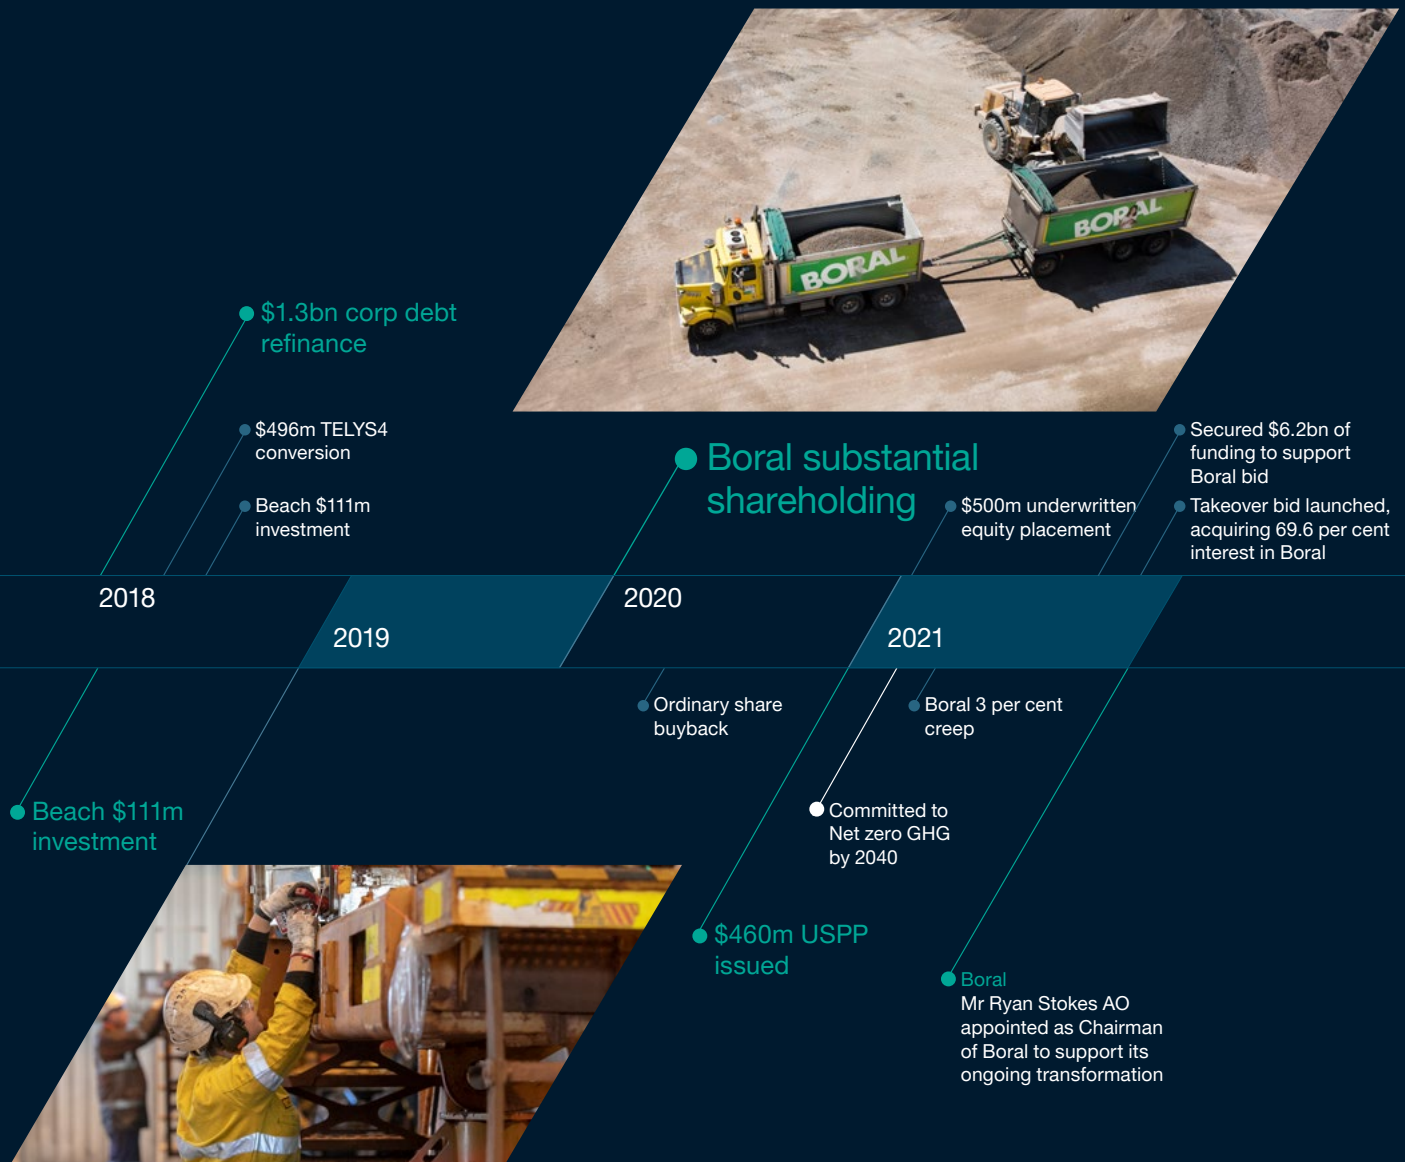 BORAL
BORAL
$1.3bn corp debt
refinance
$496m TELYS4
conversion
Beach $111m
investment
Boral substantial
shareholding
$500m underwritten
equity placement
Secured $6.2bn of
funding to support
Boral bid
Takeover bid launched,
acquiring 69.6 per cent
interest in Boral
2018
2019
2020
2021
Ordinary share
buyback
Boral 3 per cent
creep
Beach $111m
investment
Committed to
Net zero GHG
by 2040
$460m USPP
issued
Boral
Mr Ryan Stokes AO
appointed as Chairman
of Boral to support its
ongoing transformation